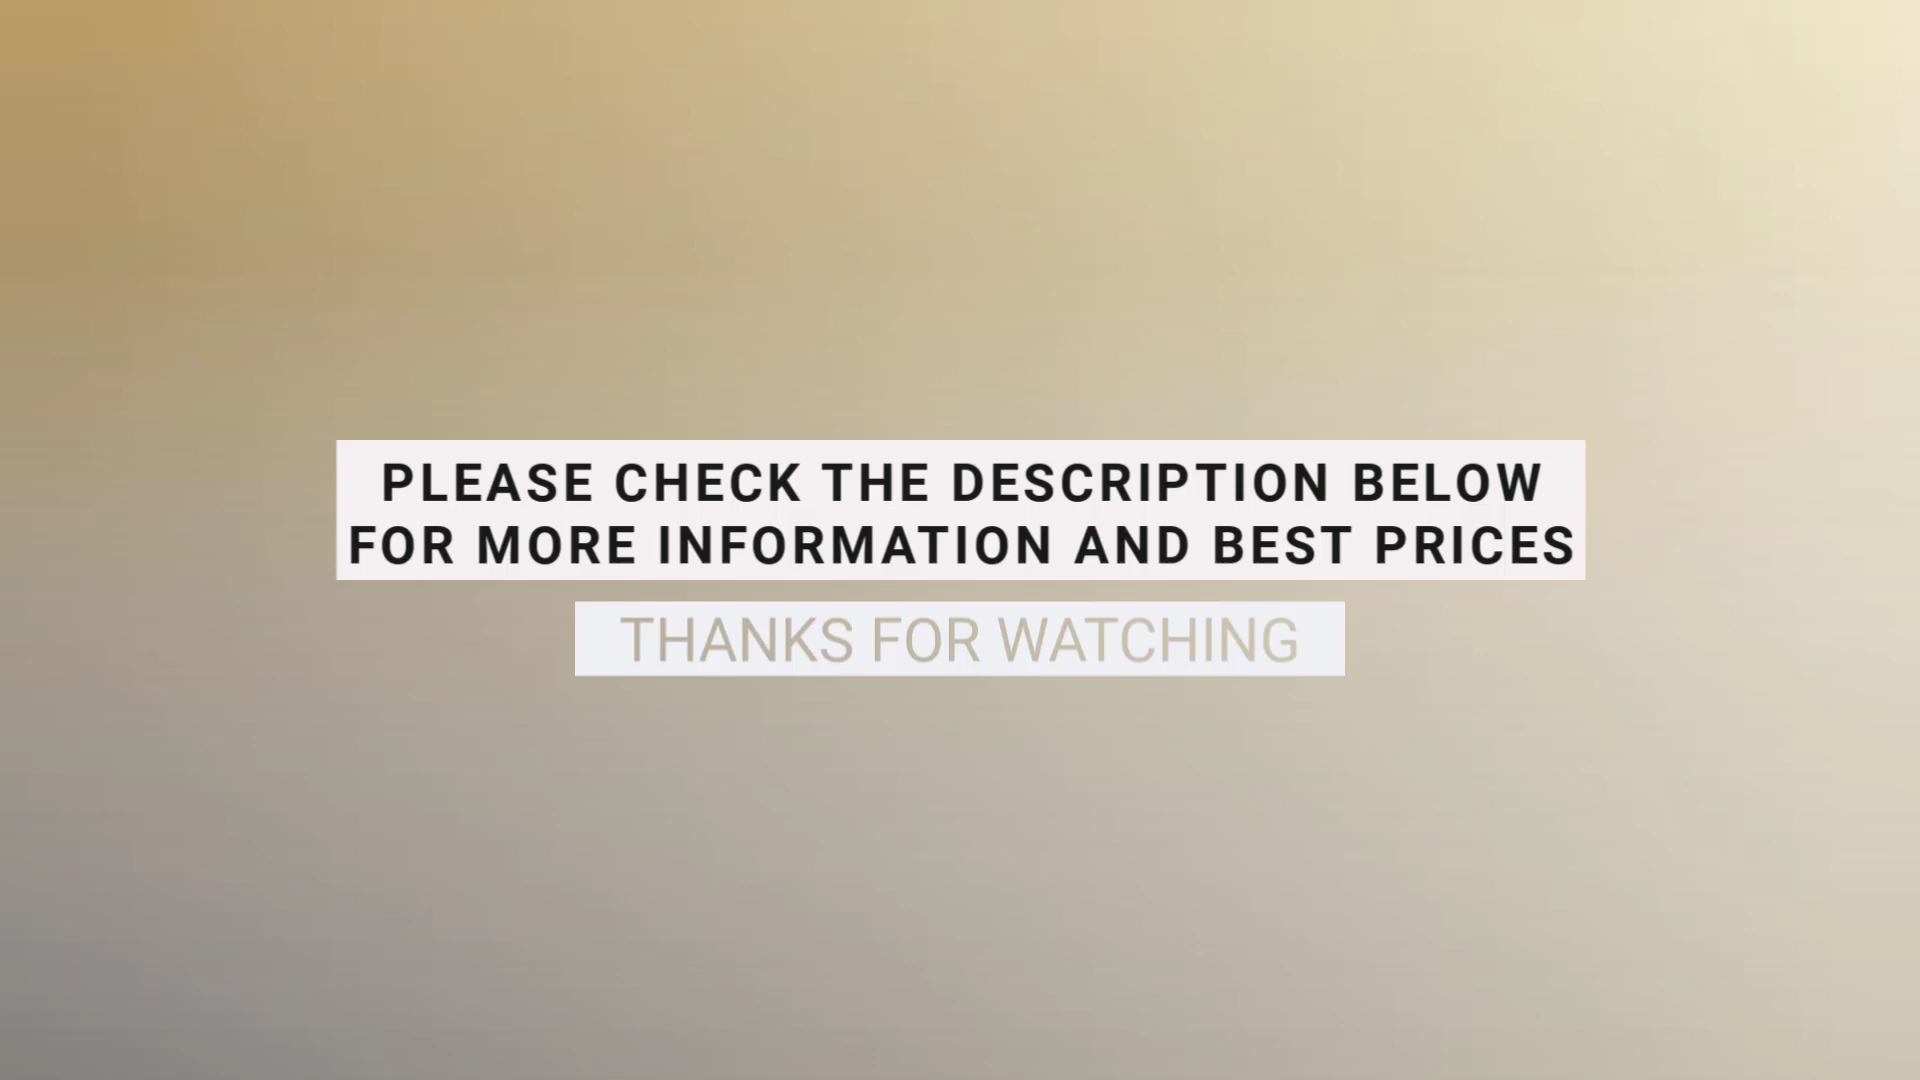 PLEASE CHECK THE DESCRIPTION BELOW
FOR MORE INFORMATION AND BEST PRICES
THANKS FOR WATCHING